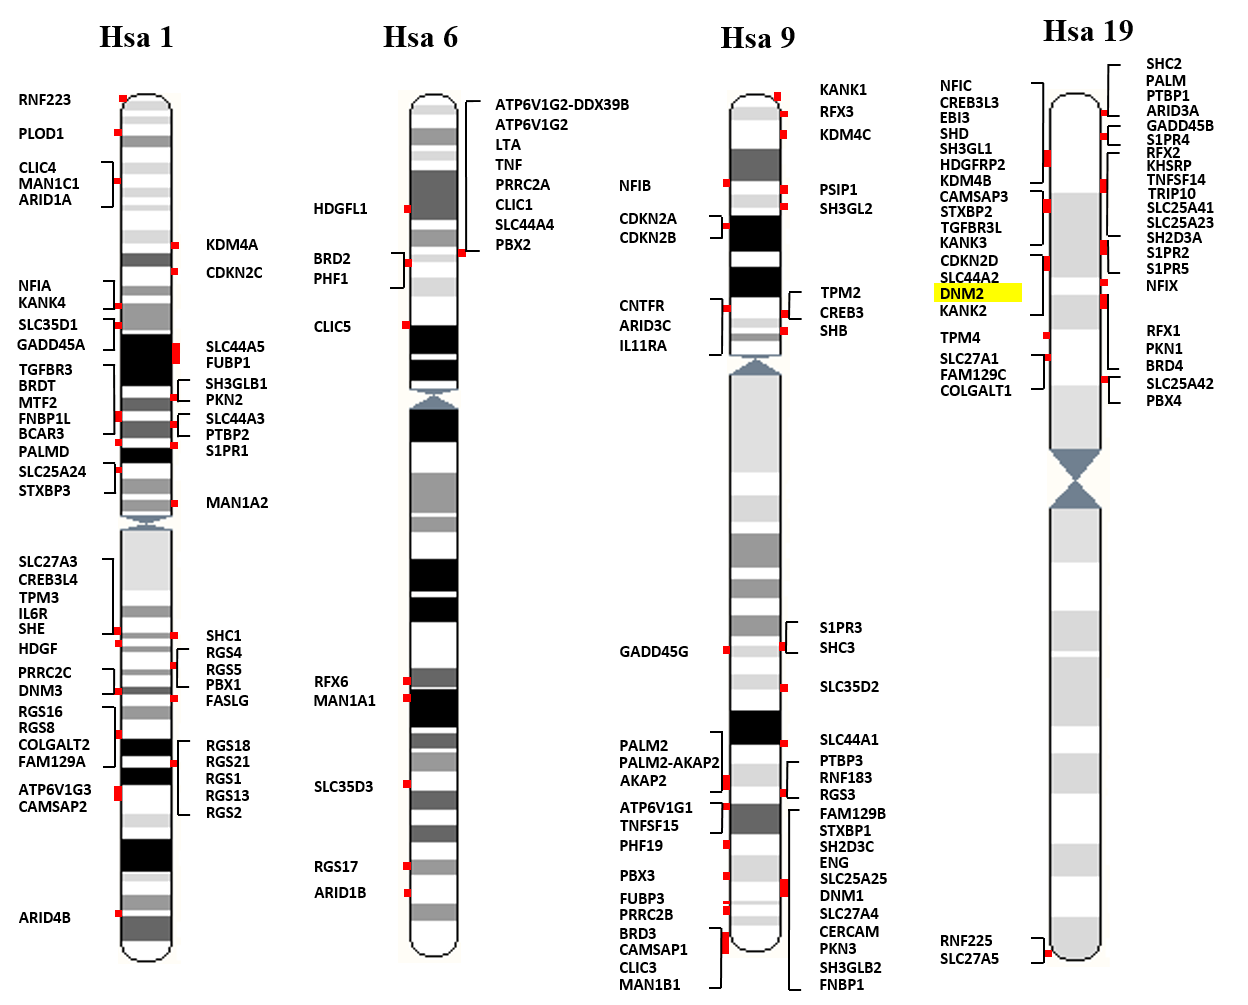 Hsa 1
RNF223
PLOD1
CLIC4
MAN1C1
ARID1A
NFIA
KANK4
SLC35D1
GADD45A
TGFBR3
BRDT
MTF2
FNBP1L
BCAR3
PALMD
SLC25A24
STXBP3
SLC27A3
CREB3L4
TPM3
IL6R
SHE
HDGF
PRRC2C
DNM3
RGS16
RGS8
COLGALT2
FAM129A
ATP6V1G3
CAMSAP2
ARID4B
KDM4A
CDKN2C
SLC44A5
FUBP1
SH3GLB1
PKN2
SLC44A3
PTBP2
S1PR1
MAN1A2
SHC1
RGS4
RGS5
PBX1
FASLG
RGS18
RGS21
RGS1
RGS13
RGS2
Hsa 6
HDGFL1
BRD2
PHF1
CLIC5
RFX6
MAN1A1
SLC35D3
RGS17
ARID1B
ATP6V1G2-DDX39B
ATP6V1G2
LTA
TNF
PRRC2A
CLIC1
SLC44A4
PBX2
Hsa 9
NFIB
CDKN2A
CDKN2B
CNTFR
ARID3C
IL11RA
GADD45G
PALM2
PALM2-AKAP2
AKAP2
ATP6V1G1
TNFSF15
PHF19
PBX3
FUBP3
PRRC2B
BRD3
CAMSAP1
CLIC3
MAN1B1
KANK1
RFX3
KDM4C
PSIP1
SH3GL2
TPM2
CREB3
SHB
S1PR3
SHC3
SLC35D2
SLC44A1
PTBP3
RNF183
RGS3
FAM129B
STXBP1
SH2D3C
ENG
SLC25A25
DNM1
SLC27A4
CERCAM
PKN3
SH3GLB2
FNBP1
Hsa 19
NFIC
CREB3L3
EBI3
SHD
SH3GL1
HDGFRP2
KDM4B
CAMSAP3
STXBP2
TGFBR3L
KANK3
CDKN2D
SLC44A2
DNM2
KANK2
TPM4
SLC27A1
FAM129C
COLGALT1
RNF225
SLC27A5
SHC2
PALM
PTBP1
ARID3A
GADD45B
S1PR4
RFX2
KHSRP
TNFSF14
TRIP10
SLC25A41
SLC25A23
SH2D3A
S1PR2
S1PR5
NFIX
RFX1
PKN1
BRD4
SLC25A42
PBX4